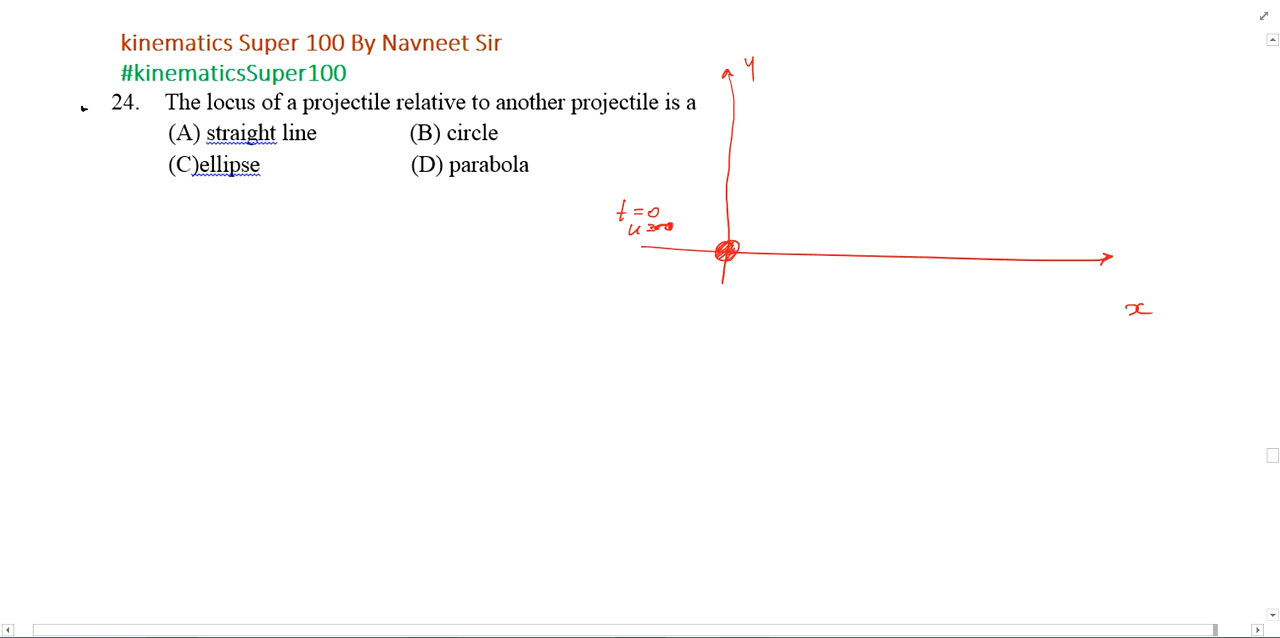 kinematics Super 100 By Navneet Sir
#kinematicsSuper100
24. The locus of a projectile relative to another projectile is a
(A) straight line (B) circle
(C)ellipse (D) parabola
y
t=0
x